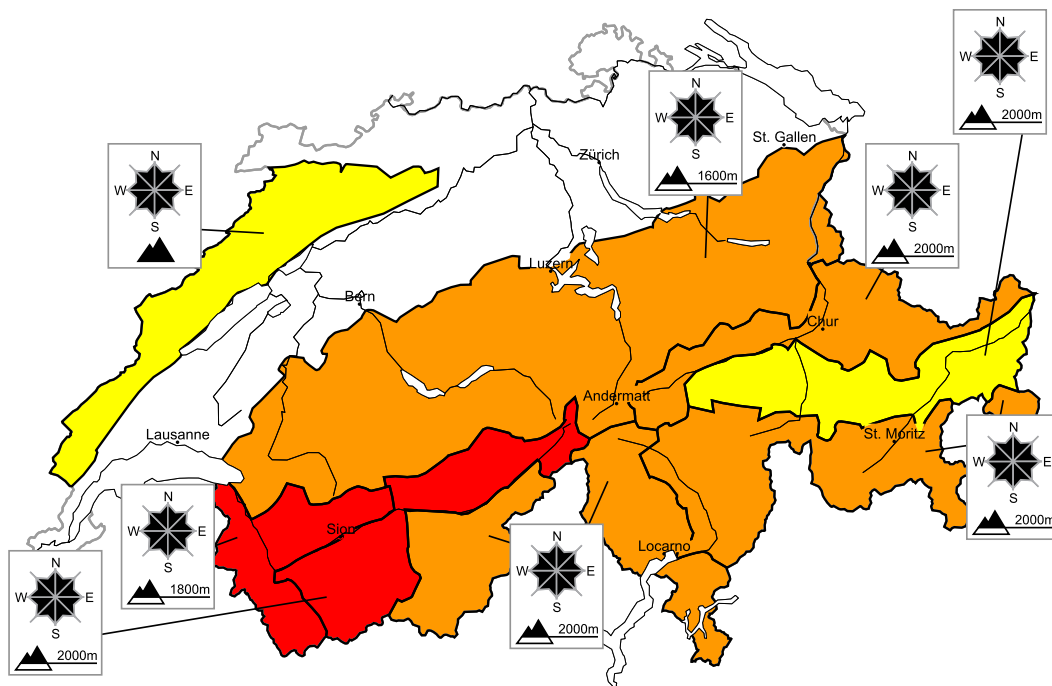 N
W E
S
2000m
N
W E
S
1600m
St. Gallen
Zürich
N
W E
S
N
W E
S
2000m
Luzern
Bern
Chur
Andermatt
Lausanne
St. Moritz
N
W E
S
2000m
N
W E
S
1800m
Sion
Locarno
N
W E
S
2000m
N
W E
S
2000m